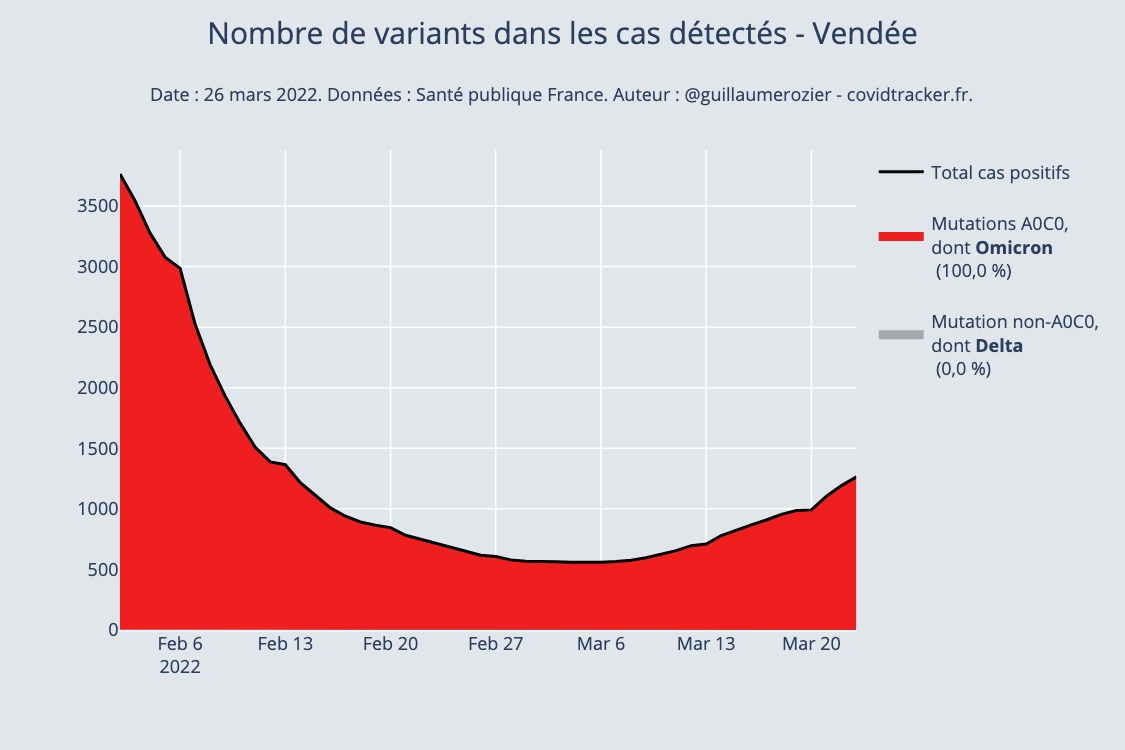 Nombre de variants dans les cas détectés - Vendée
Date : 26 mars 2022. Données : Santé publique France. Auteur : @guillaumerozier - covidtracker.fr.
Total cas positifs
Mutations A0C0,
dont Omicron
(100,0 %)
Mutation non-A0C0,
dont Delta
(0,0 %)
3500
3000
2500
2000
1500
1000
500
0
Feb 6 Feb 13 Feb 20 Feb 27 Mar 6 Mar 13 Mar 20
2022